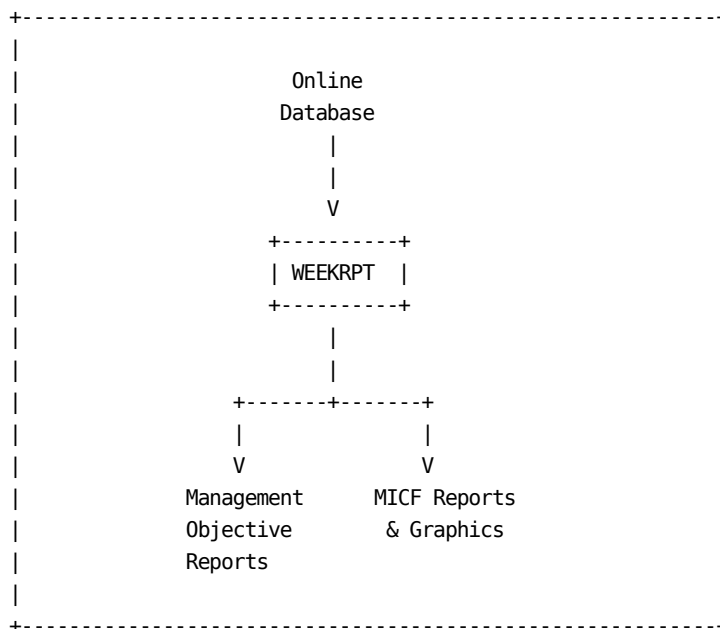 Online
Database
V
WEEKRPT
V V
Management MICF Reports
Objective & Graphics
Reports